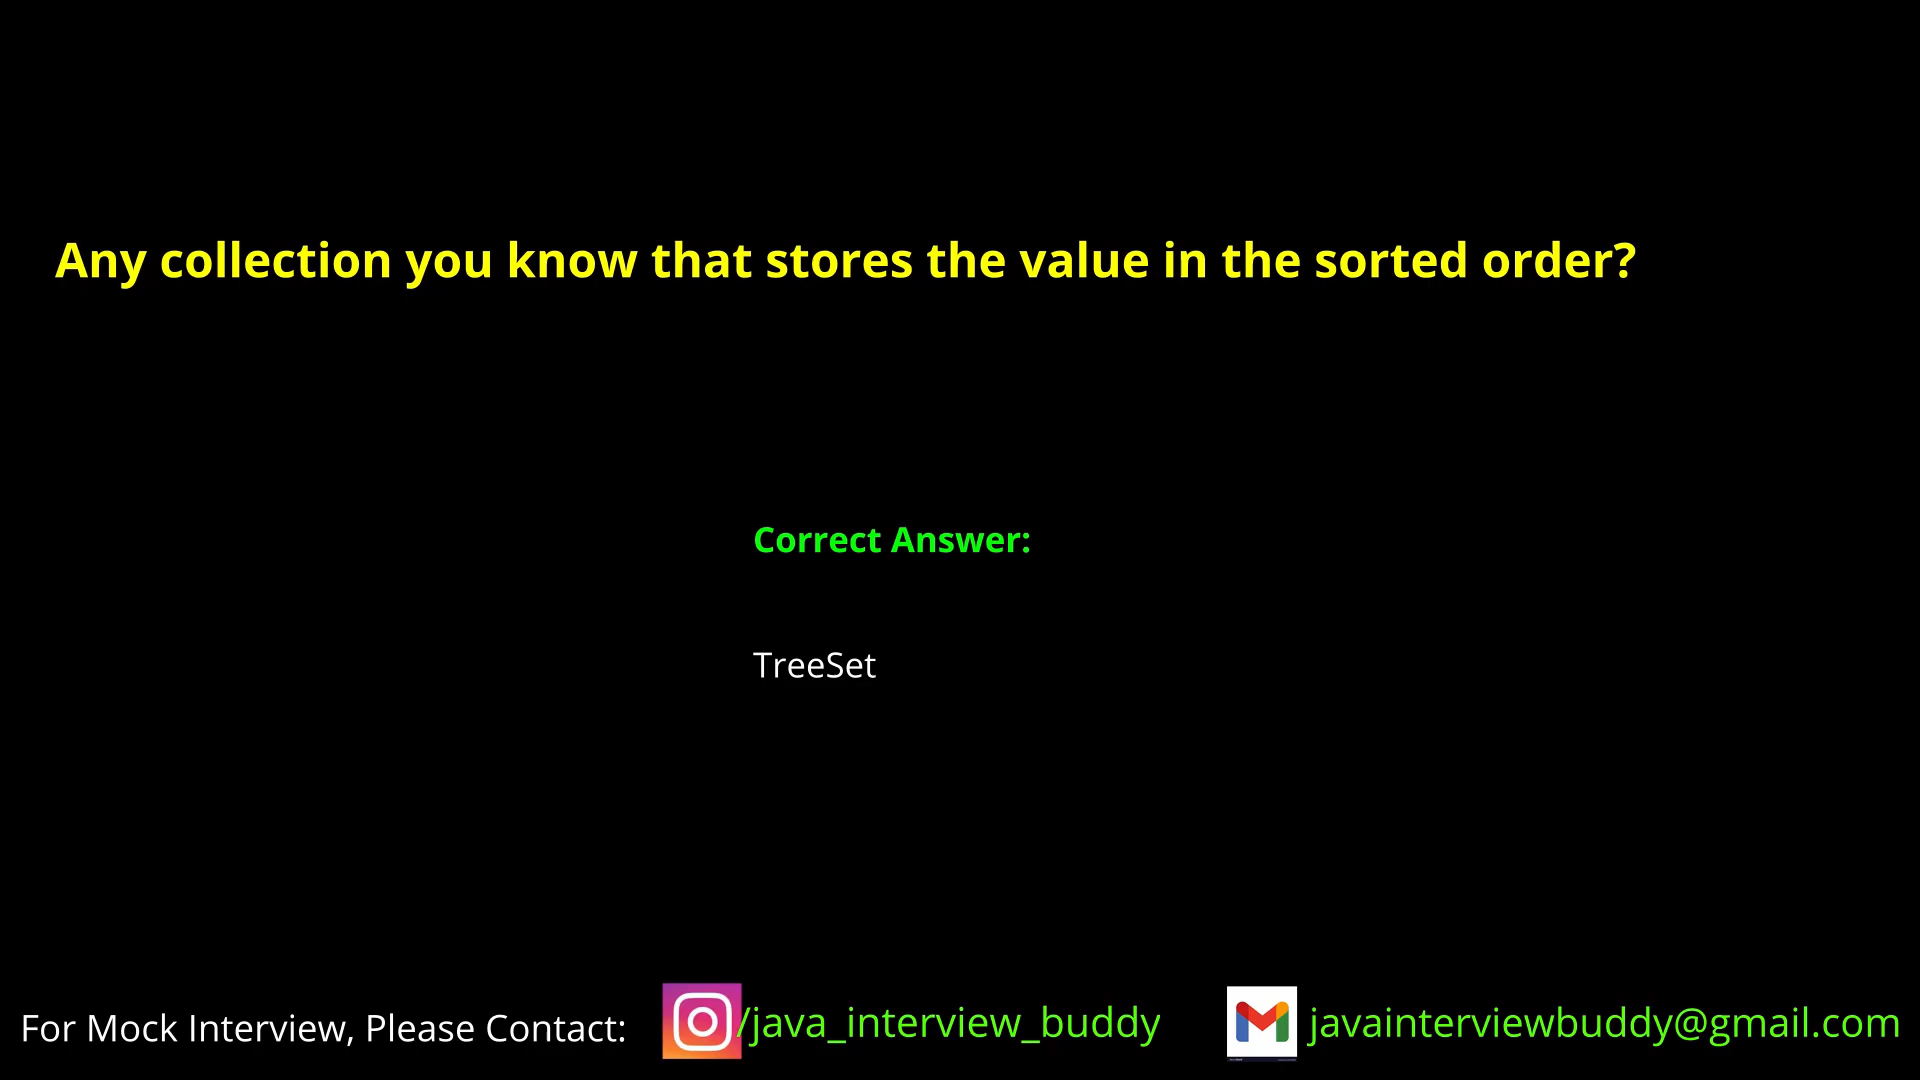 Any collection you know that stores the value in the sorted order?
Correct Answer:
TreeSet
For Mock Interview, Please Contact: /java_interview_buddy javainterviewbuddy@gmail.com